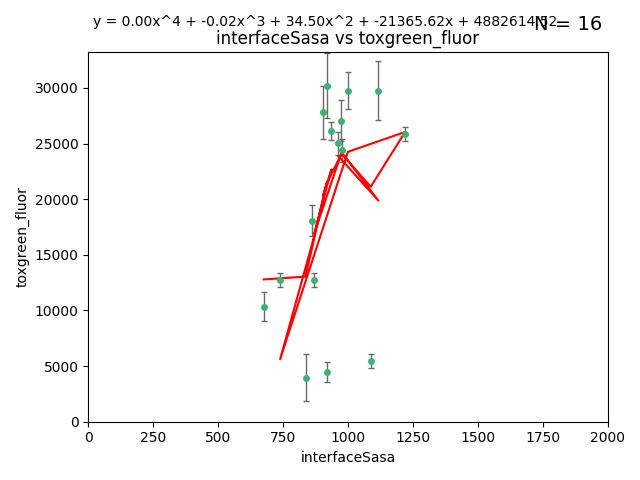 y = 0.00x^4 + -0.02x^3 + 34.50x^2 + -21365.62x + 4882614.52
N = 16
interfaceSasa vs toxgreen_fluor
30000
25000
20000
15000
10000
5000
0
toxgreen_fluor
0 250 500 750 1000 1250 1500 1750 2000
interfaceSasa